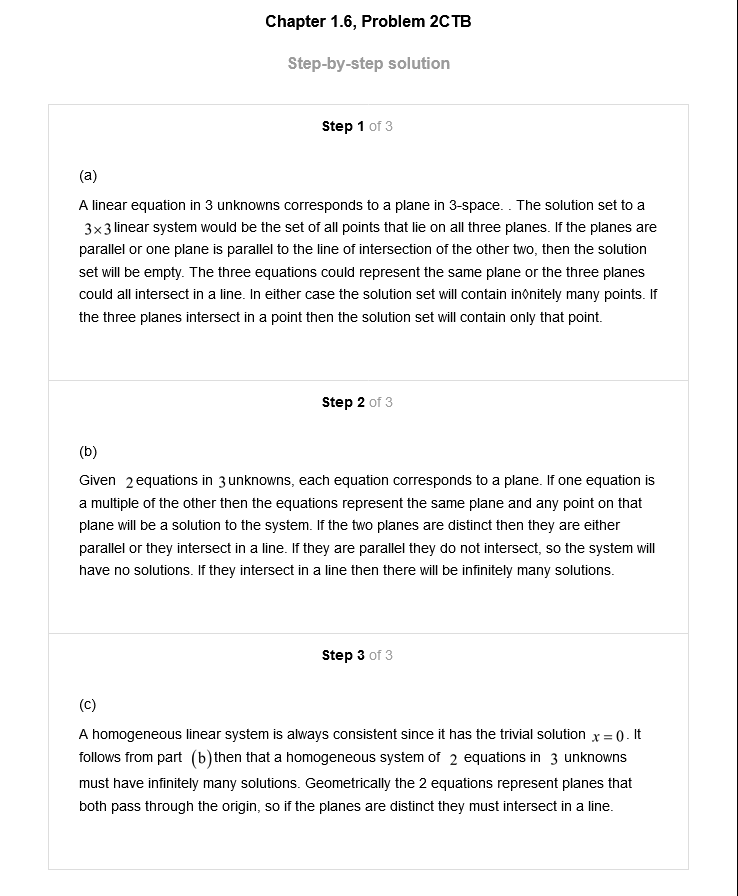 Chapter 1.6, Problem 2CTB
Step-by-step solution
Step 1 of 3
(a)
A linear equation in 3 unknowns corresponds to a plane in 3-space. . The solution set to a
3×3 linear system would be the set of all points that lie on all three planes. If the planes are
parallel or one plane is parallel to the line of intersection of the other two, then the solution
set will be empty. The three equations could represent the same plane or the three planes
could all intersect in a line. In either case the solution set will contain in◊nitely many points. If
the three planes intersect in a point then the solution set will contain only that point.
Step 2 of 3
(b)
Given 2 equations in 3 unknowns, each equation corresponds to a plane. If one equation is
a multiple of the other then the equations represent the same plane and any point on that
plane will be a solution to the system. If the two planes are distinct then they are either
parallel or they intersect in a line. If they are parallel they do not intersect, so the system will
have no solutions. If they intersect in a line then there will be infinitely many solutions.
Step 3 of 3
(c)
A homogeneous linear system is always consistent since it has the trivial solution x = 0. It
follows from part (b) then that a homogeneous system of 2 equations in 3 unknowns
must have infinitely many solutions. Geometrically the 2 equations represent planes that
both pass through the origin, so if the planes are distinct they must intersect in a line.